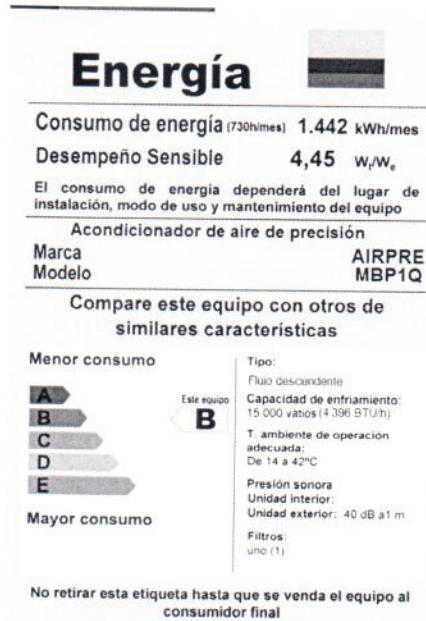 Energía
Consumo de energía (730h/mes) 1.442 kWh/mes
Desempeño Sensible 4,45 Wt/We
El consumo de energía dependerá del lugar de
instalación, modo de uso y mantenimiento del equipo
Acondicionador de aire de precisión
Marca AIRPRE
Modelo MBP1Q
Compare este equipo con otros de
similares características
Menor consumo
A
B
C
D
E
Mayor consumo
Este equipo
B
Tipo:
Flujo descendente
Capacidad de enfriamiento:
15 000 vatios (4 396 BTU/h)
T. ambiente de operación
adecuada:
De 14 a 42ºC
Presión sonora
Unidad interior:
Unidad exterior: 40 dB a1 m
Filtros:
uno (1)
No retirar esta etiqueta hasta que se venda el equipo al
consumidor final